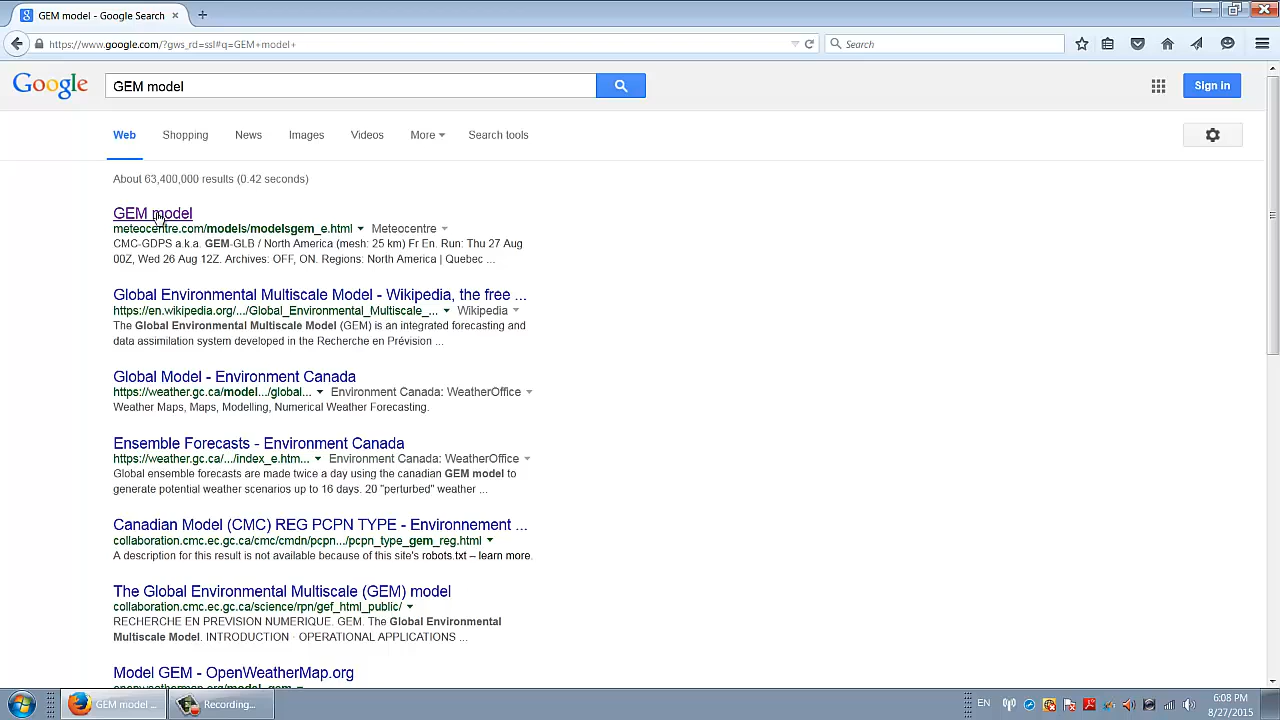 GEM model - Google Search
https://www.google.com/?gws_rd=ssl#q=GEM+model+
Search
Google
GEM model
Sign in
Web Shopping News Images Videos More Search tools
About 63,400,000 results (0.42 seconds)
GEM model
meteocentre.com/models/modelsgem_e.html Meteocentre
CMC-GDPS a.k.a. GEM-GLB / North America (mesh: 25 km) Fr En. Run: Thu 27 Aug
00Z, Wed 26 Aug 12Z. Archives: OFF, ON. Regions: North America | Quebec ...
Global Environmental Multiscale Model - Wikipedia, the free ...
https://en.wikipedia.org/.../Global_Environmental_Multiscale_... Wikipedia
The Global Environmental Multiscale Model (GEM) is an integrated forecasting and
data assimilation system developed in the Recherche en Prévision ...
Global Model - Environment Canada
https://weather.gc.ca/model.../global... Environment Canada: WeatherOffice
Weather Maps, Maps, Modelling, Numerical Weather Forecasting.
Ensemble Forecasts - Environment Canada
https://weather.gc.ca/.../index_e.htm... Environment Canada: WeatherOffice
Global ensemble forecasts are made twice a day using the canadian GEM model to
generate potential weather scenarios up to 16 days. 20 "perturbed" weather ...
Canadian Model (CMC) REG PCPN TYPE - Environnement ...
collaboration.cmc.ec.gc.ca/cmc/cmdn/pcpn.../pcpn_type_gem_reg.html
A description for this result is not available because of this site's robots.txt – learn more.
The Global Environmental Multiscale (GEM) model
collaboration.cmc.ec.gc.ca/science/rpn/gef_html_public/
RECHERCHE EN PREVISION NUMERIQUE. GEM. The Global Environmental
Multiscale Model. INTRODUCTION · OPERATIONAL APPLICATIONS ...
Model GEM - OpenWeatherMap.org
openweathermap.org/model_gem
GEM model ... Recording... EN 6:08 PM
8/27/2015